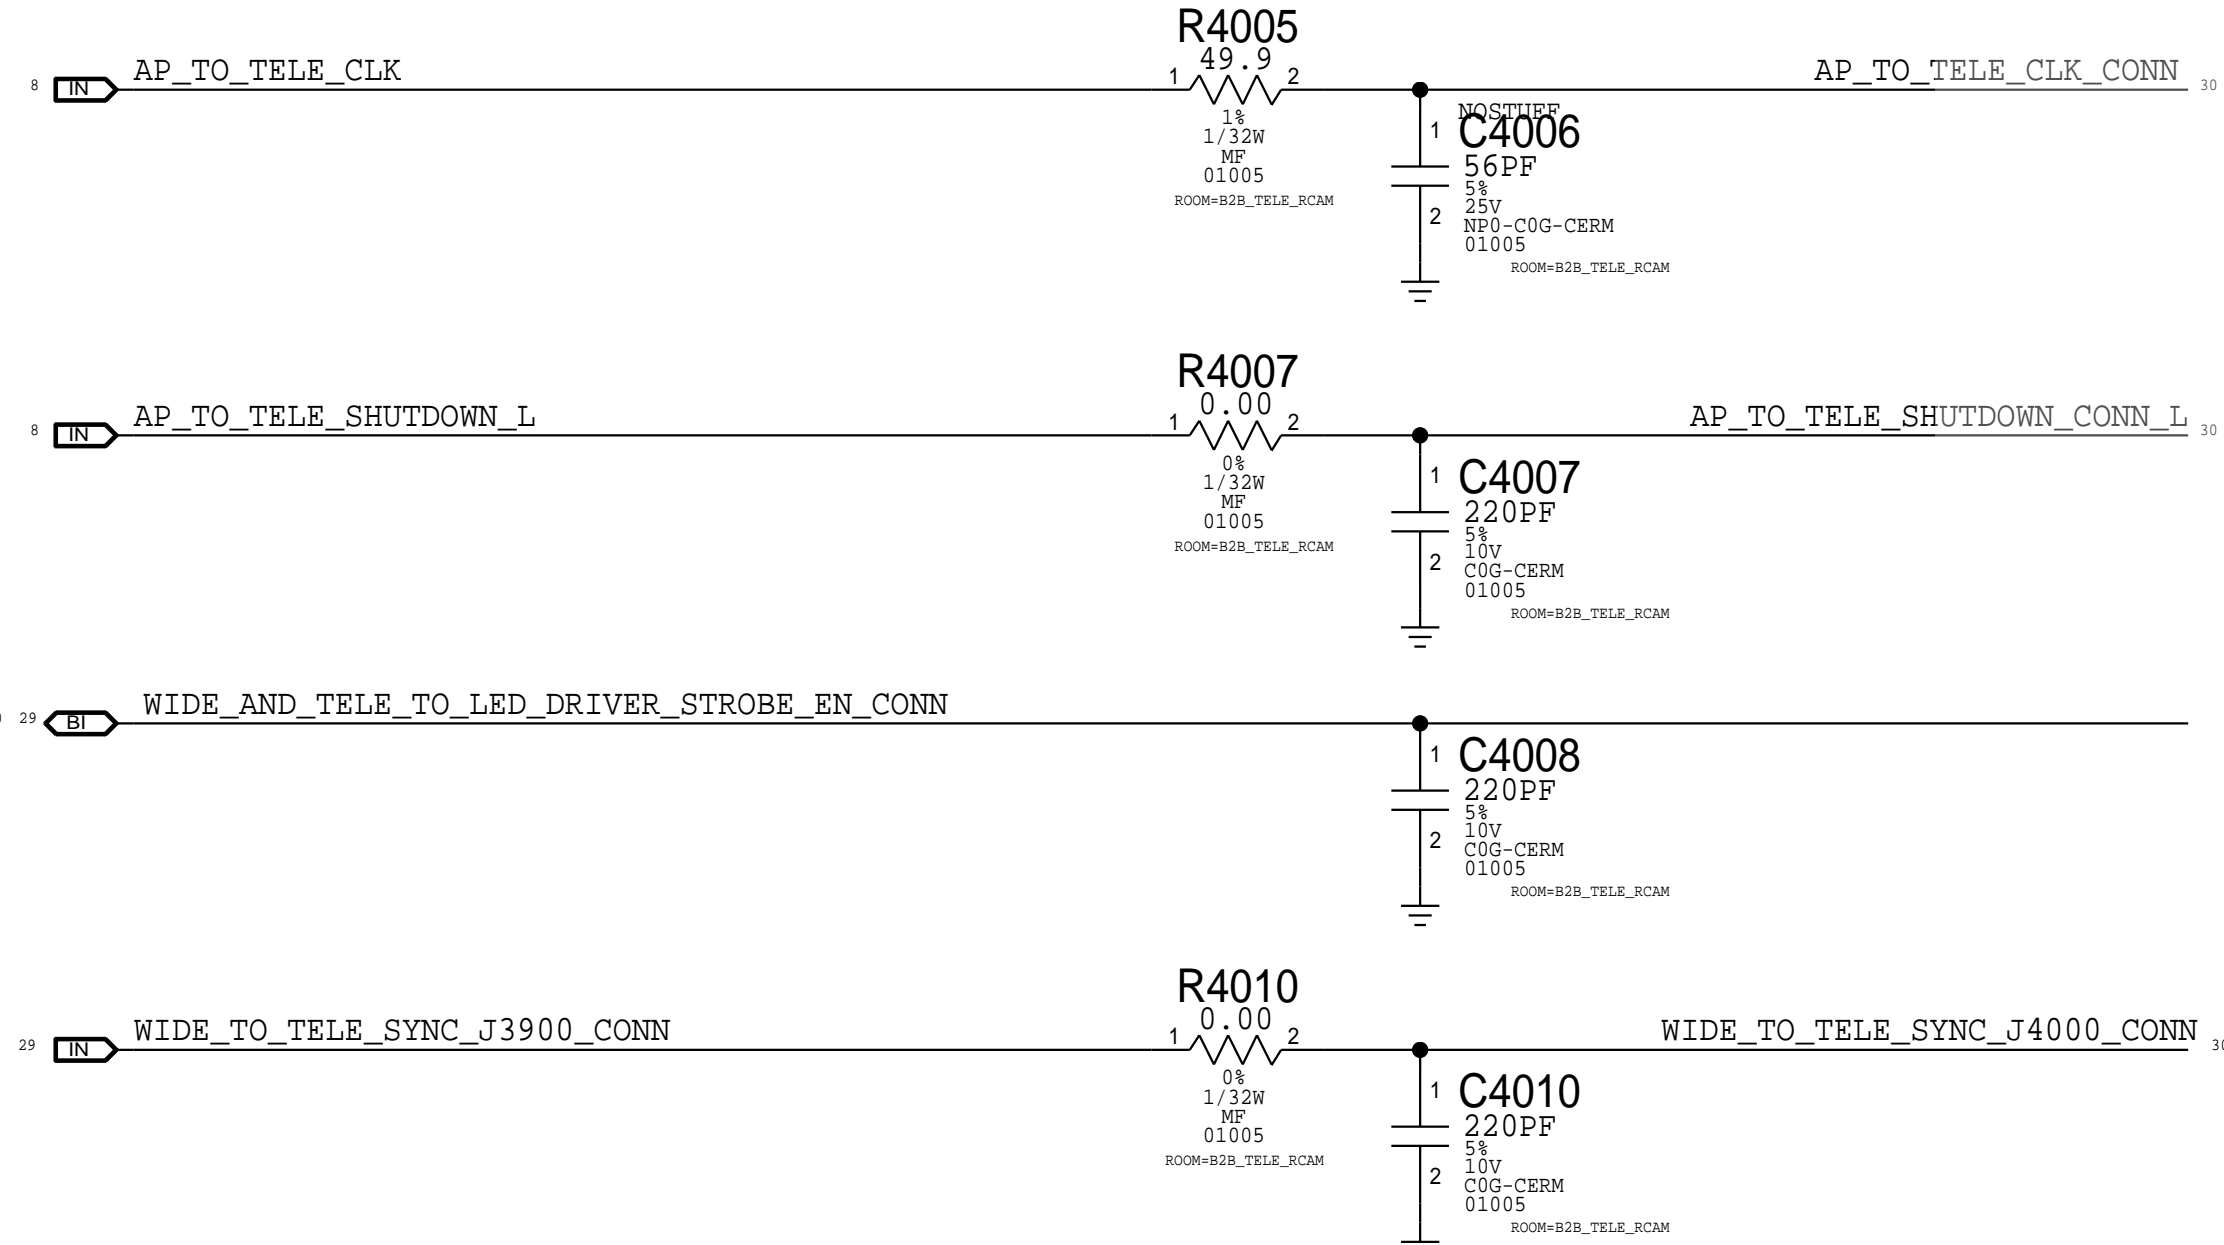 R4005
49.9
8 IN AP_TO_TELE_CLK 1 2 AP_TO_TELE_CLK_CONN 30
1%
1/32W
MF
01005
ROOM=B2B_TELE_RCAM
NOSTUFF
1 C4006
56PF
5%
25V
2 NP0-C0G-CERM
01005
ROOM=B2B_TELE_RCAM
R4007
0.00
8 IN AP_TO_TELE_SHUTDOWN_L 1 2 AP_TO_TELE_SHUTDOWN_CONN_L 30
0%
1/32W
MF
01005
ROOM=B2B_TELE_RCAM
1 C4007
220PF
5%
10V
2 C0G-CERM
01005
ROOM=B2B_TELE_RCAM
29 BI WIDE_AND_TELE_TO_LED_DRIVER_STROBE_EN_CONN
1 C4008
220PF
5%
10V
2 C0G-CERM
01005
ROOM=B2B_TELE_RCAM
R4010
0.00
29 IN WIDE_TO_TELE_SYNC_J3900_CONN 1 2 WIDE_TO_TELE_SYNC_J4000_CONN
0%
1/32W
MF
01005
ROOM=B2B_TELE_RCAM
1 C4010
220PF
5%
10V
2 C0G-CERM
01005
ROOM=B2B_TELE_RCAM